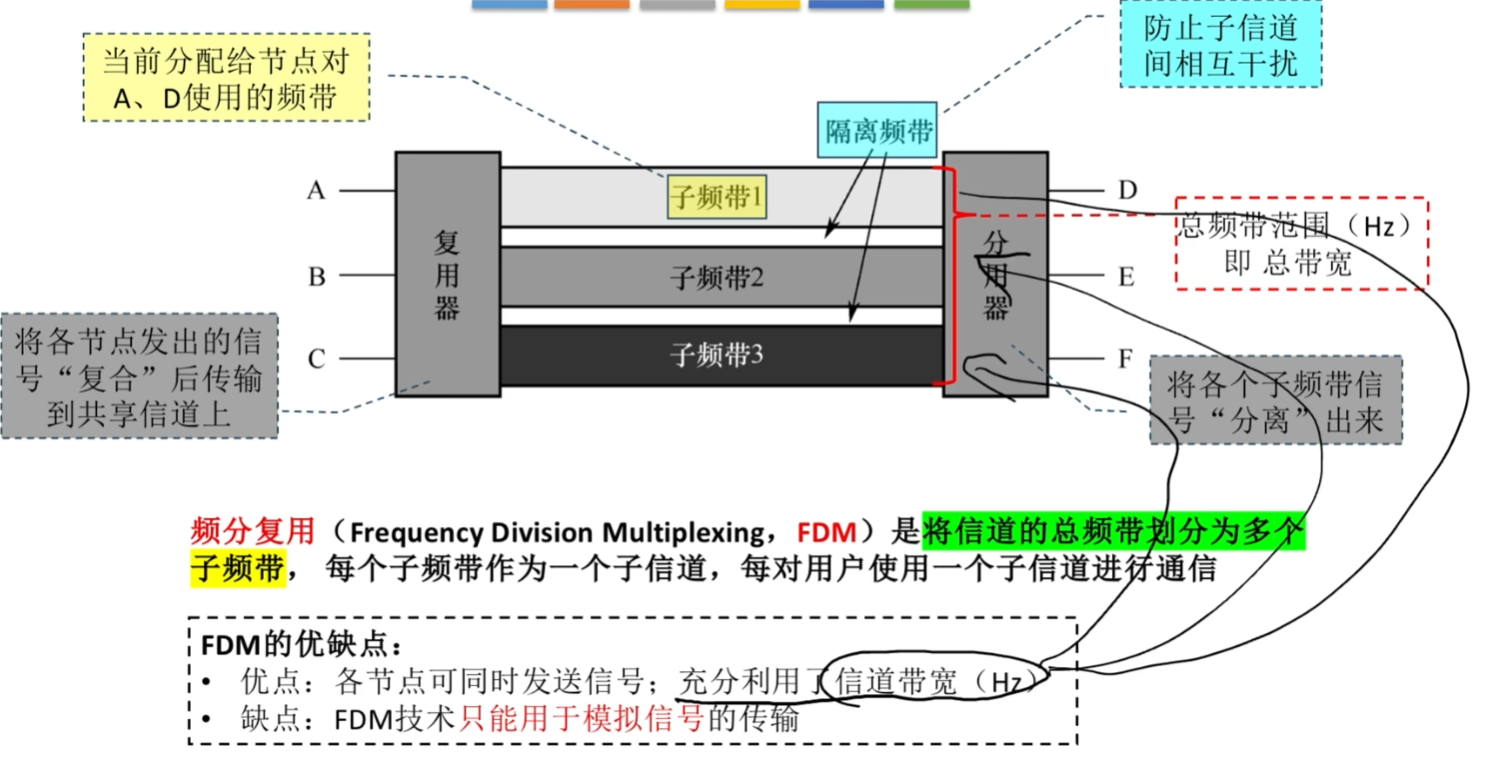 当前分配给节点对
A、D使用的频带
防止子信道
间相互干扰
隔离频带
A
子频带1
D
总频带范围（Hz）
即 总带宽
复用器
分用器
B
子频带2
E
将各节点发出的信
号“复合”后传输
到共享信道上
C
子频带3
F
将各个子频带信
号“分离”出来
频分复用（Frequency Division Multiplexing，FDM）是将信道的总频带划分为多个
子频带， 每个子频带作为一个子信道，每对用户使用一个子信道进行通信
FDM的优缺点：
• 优点：各节点可同时发送信号；充分利用了信道带宽（Hz）
• 缺点：FDM技术只能用于模拟信号的传输